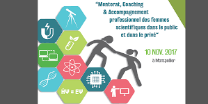 "Mentorat, Coaching
& Accompagnement
professionnel des femmes
scientifiques dans le public
et dans le privé"
10 NOV. 2017
à Montpellier